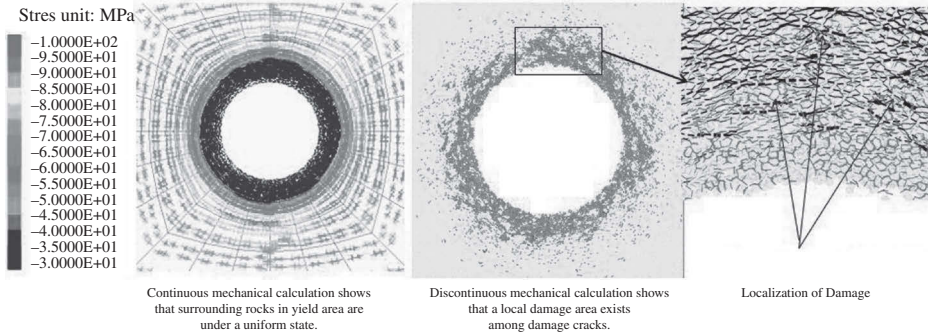 Stres unit: MPa
–1.0000E+02
–9.5000E+01
–9.0000E+01
–8.5000E+01
–8.0000E+01
–7.0000E+01
–6.5000E+01
–6.0000E+01
–5.5000E+01
–5.0000E+01
–4.5000E+01
–4.0000E+01
–3.5000E+01
–3.0000E+01
Continuous mechanical calculation shows
that surrounding rocks in yield area are
under a uniform state.
Discontinuous mechanical calculation shows
that a local damage area exists
among damage cracks.
Localization of Damage